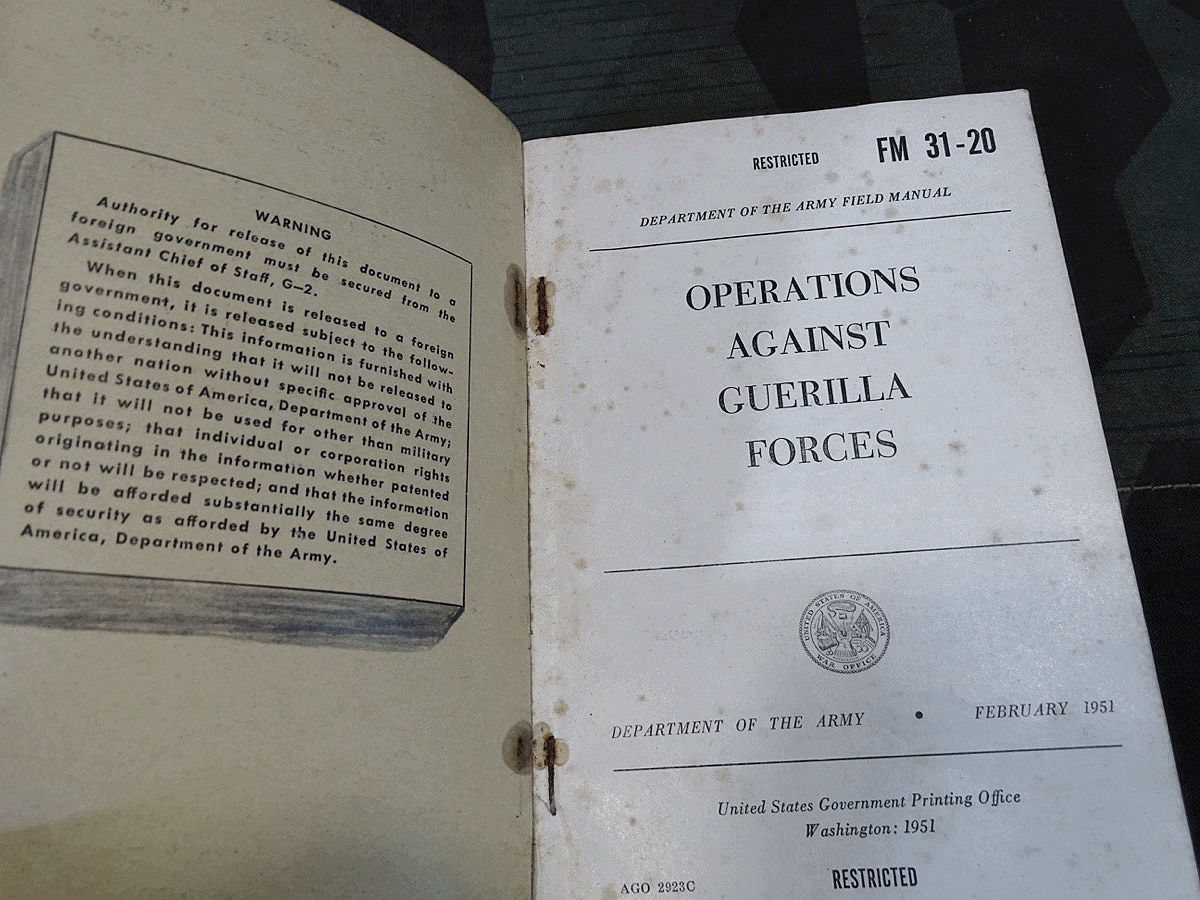 WARNING
Authority for release of this document to a
foreign government must be secured from the
Assistant Chief of Staff, G–2.
When this document is released to a foreign
government, it is released subject to the follow-
ing conditions: This information is furnished with
the understanding that it will not be released to
another nation without specific approval of the
United States of America, Department of the Army;
that it will not be used for other than military
purposes; that individual or corporation rights
originating in the information whether patented
or not will be respected; and that the information
will be afforded substantially the same degree
of security as afforded by the United States of
America, Department of the Army.
RESTRICTED FM 31-20
DEPARTMENT OF THE ARMY FIELD MANUAL
OPERATIONS
AGAINST
GUERILLA
FORCES
UNITED STATES OF AMERICA
WAR OFFICE
DEPARTMENT OF THE ARMY • FEBRUARY 1951
United States Government Printing Office
Washington: 1951
AGO 2923C RESTRICTED